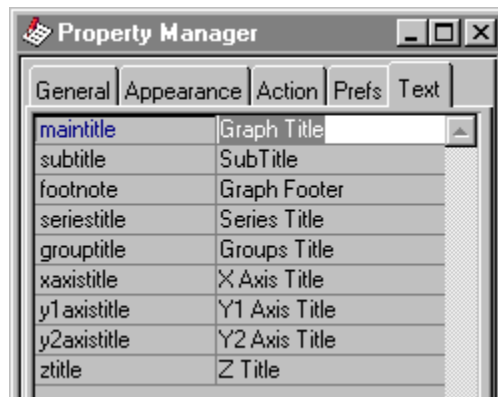 Property Manager
General Appearance Action Prefs Text
maintitle Graph Title
subtitle SubTitle
footnote Graph Footer
seriestitle Series Title
grouptitle Groups Title
xaxistitle X Axis Title
y1axistitle Y1 Axis Title
y2axistitle Y2 Axis Title
ztitle Z Title